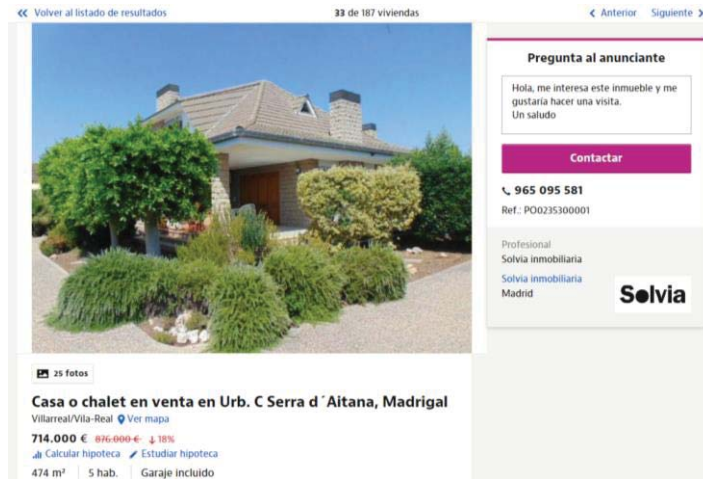 Volver al listado de resultados
33 de 187 viviendas
Anterior Siguiente
Pregunta al anunciante
Hola, me interesa este inmueble y me
gustaría hacer una visita.
Un saludo
Contactar
965 095 581
Ref.: PO0235300001
Profesional
Solvia inmobiliaria
Solvia inmobiliaria
Madrid
Solvia
25 fotos
Casa o chalet en venta en Urb. C Serra d´Aitana, Madrigal
Villarreal/Vila-Real Ver mapa
714.000 € 876.000 € ↓ 18%
Calcular hipoteca Estudiar hipoteca
474 m² 5 hab. Garaje incluido